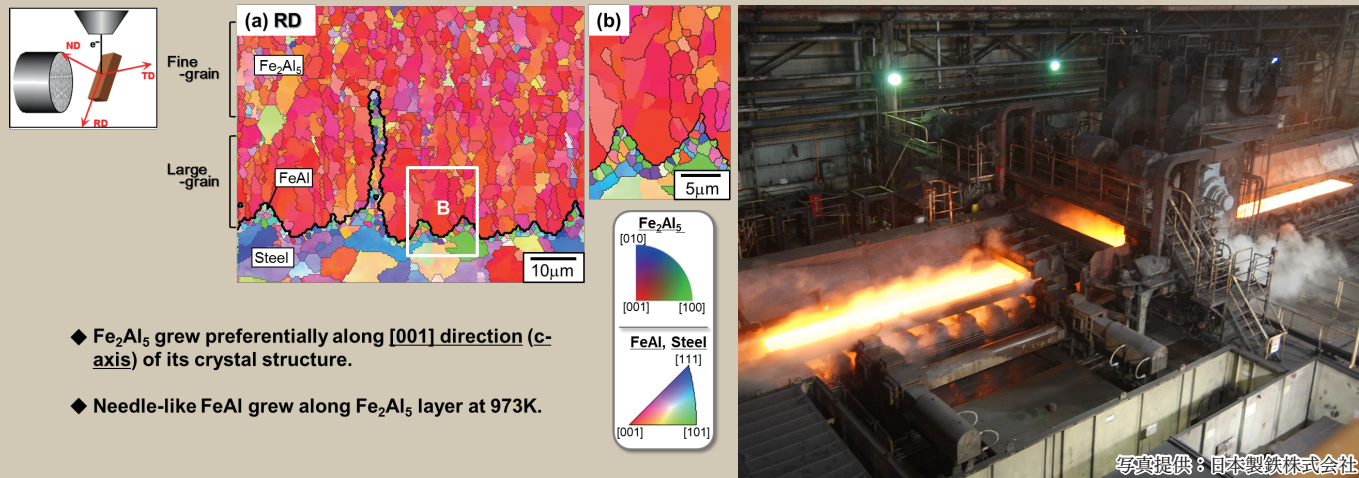 ND
e⁻
TD
RD
Fine
-grain
Large
-grain
(a) RD
Fe₂Al₅
FeAl
B
Steel
10μm
(b)
5μm
Fe₂Al₅
[010]
[001] [100]
FeAl, Steel
[111]
[001] [101]
◆ Fe₂Al₅ grew preferentially along [001] direction (c-
axis) of its crystal structure.
◆ Needle-like FeAl grew along Fe₂Al₅ layer at 973K.
写真提供：日本製鉄株式会社